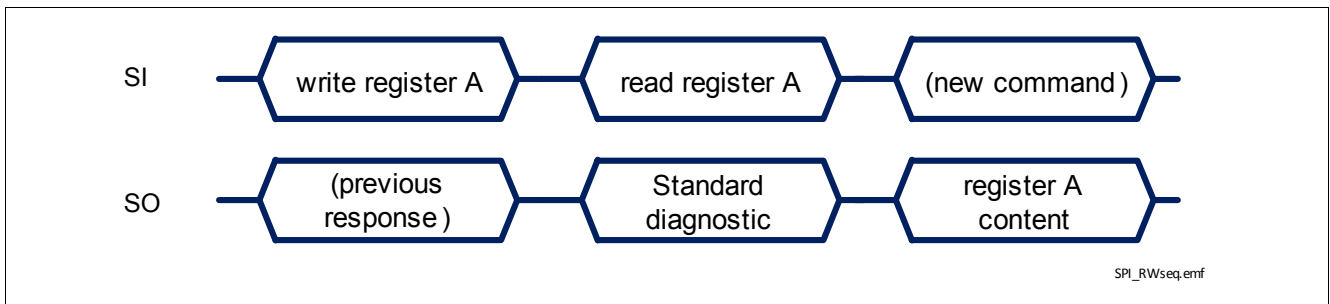 SI
write register A
read register A
(new command)
SO
(previous
response)
Standard
diagnostic
register A
content
SPI_RWseq.emf